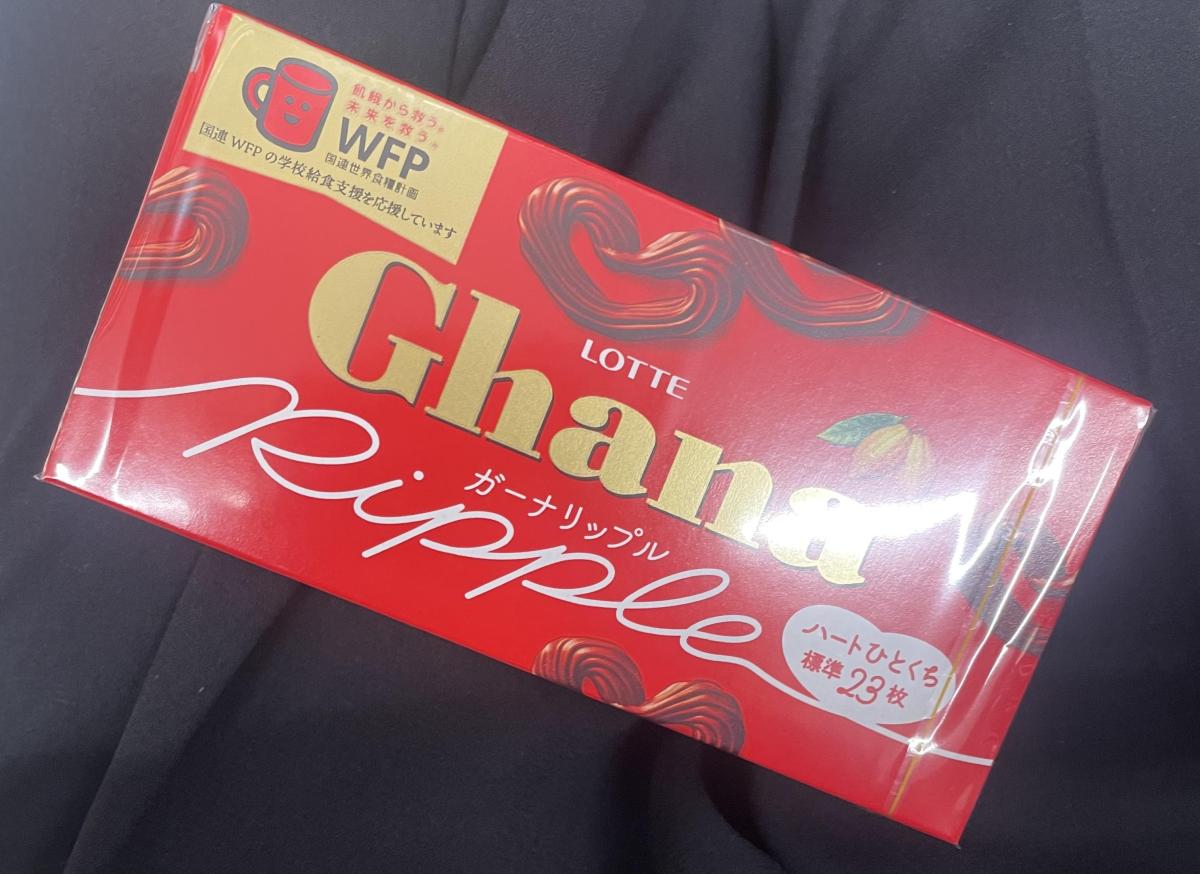 飢餓から救う。
未来を救う。
WFP
国連世界食糧計画
国連WFPの学校給食支援を応援しています
LOTTE
Ghana
ガーナリップル
Ripple
ハートひとくち
標準23枚